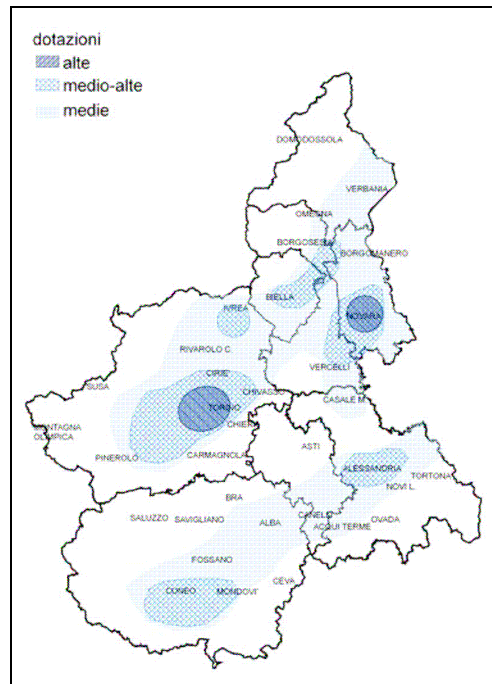 dotazioni
alte
medio-alte
medie
DOMODOSSOLA
VERBANIA
OMEGNA
BORGOSESIA
BORGOMANERO
BIELLA
IVREA
NOVARA
RIVAROLO C.
VERCELLI
CIRIE'
SUSA
CHIVASSO
CASALE M.
TORINO
CHIERI
MONTAGNA
OLIMPICA
ASTI
PINEROLO
CARMAGNOLA
ALESSANDRIA
TORTONA
NOVI L.
BRA
CANELLI
SALUZZO
SAVIGLIANO
ALBA
OVADA
ACQUI TERME
FOSSANO
CEVA
CUNEO
MONDOVI'